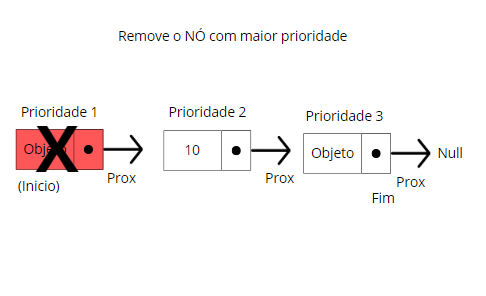 Remove o NÓ com maior prioridade
Prioridade 1
Prioridade 2
Prioridade 3
Objeto
10
Objeto
Null
(Inicio)
Prox
Prox
Prox
Fim